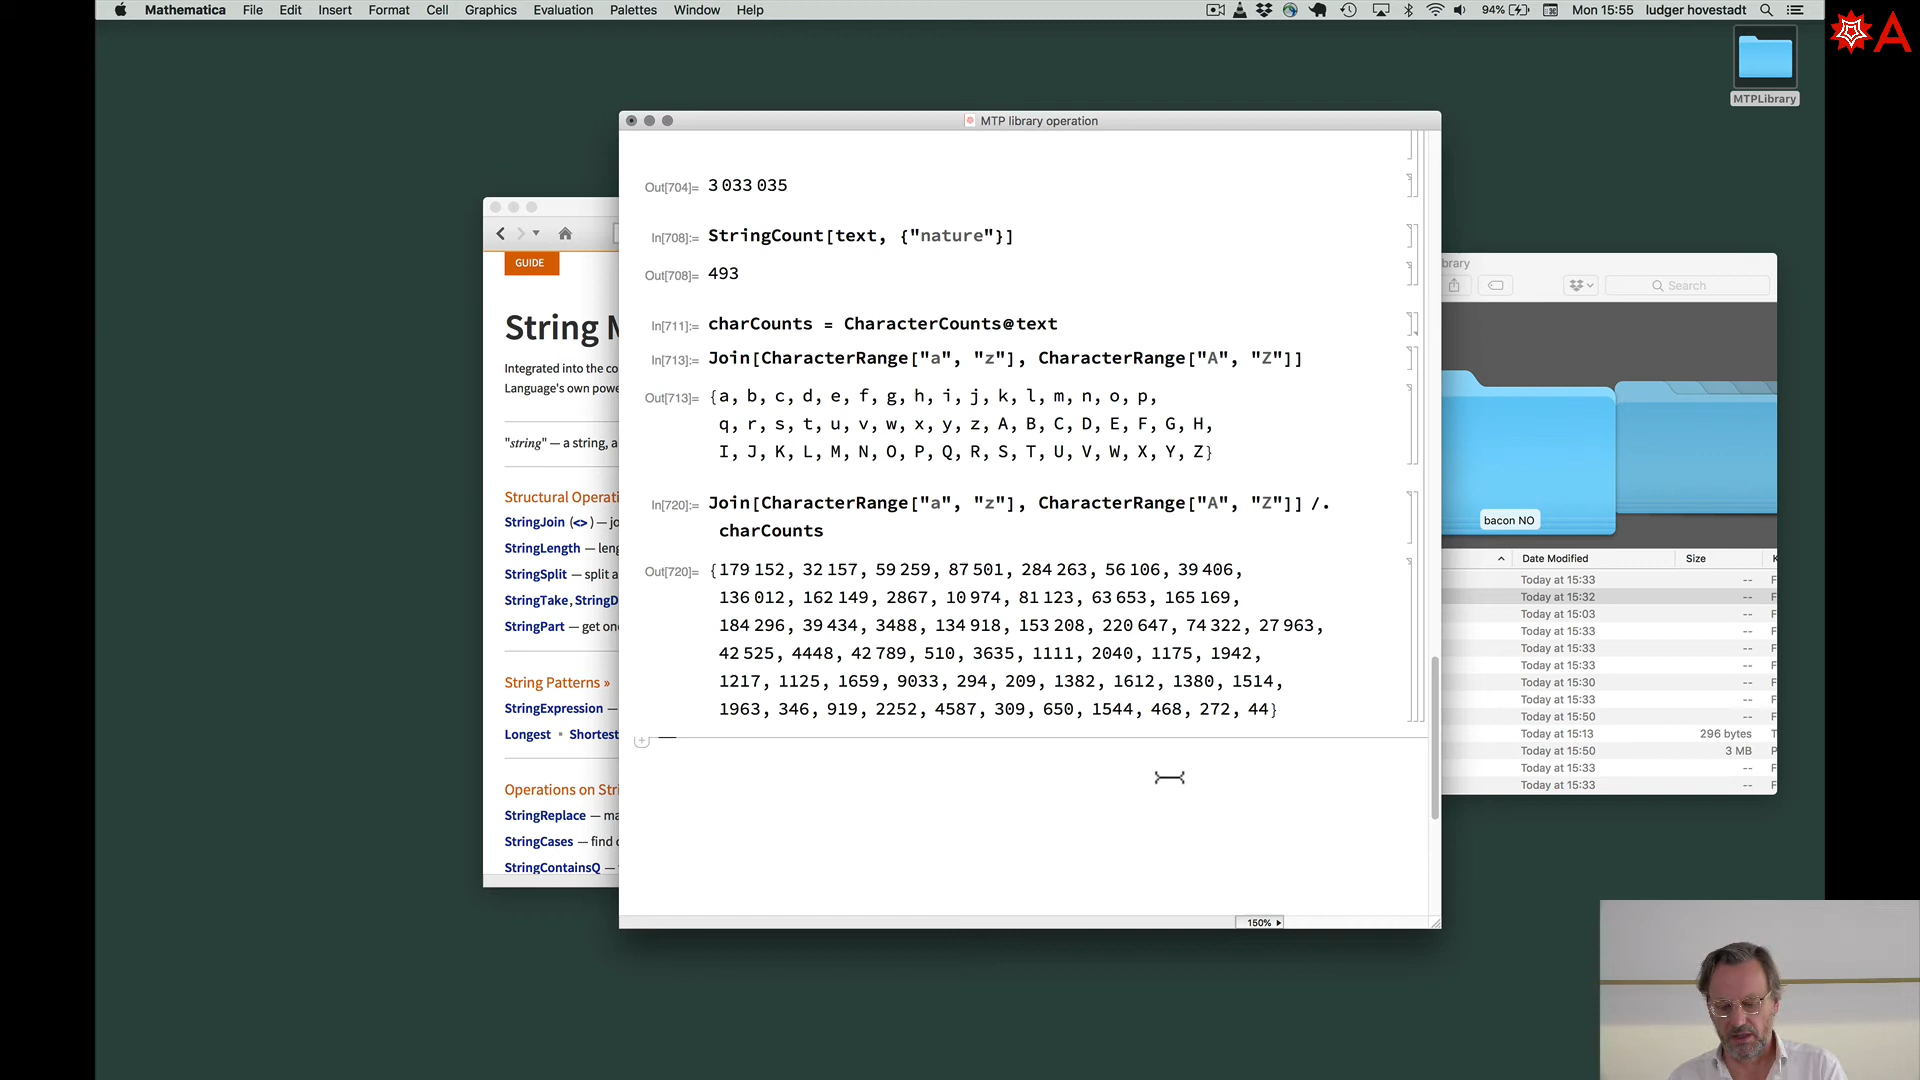 Mathematica File Edit Insert Format Cell Graphics Evaluation Palettes Window Help
94% Mon 15:55 ludger hovestadt
A
MTPLibrary
MTP library operation
Out[704]= 3 033 035
In[708]:= StringCount[text, {"nature"}]
Out[708]= 493
In[711]:= charCounts = CharacterCounts@text
In[713]:= Join[CharacterRange["a", "z"], CharacterRange["A", "Z"]]
Out[713]= {a, b, c, d, e, f, g, h, i, j, k, l, m, n, o, p,
q, r, s, t, u, v, w, x, y, z, A, B, C, D, E, F, G, H,
I, J, K, L, M, N, O, P, Q, R, S, T, U, V, W, X, Y, Z}
In[720]:= Join[CharacterRange["a", "z"], CharacterRange["A", "Z"]] /.
charCounts
Out[720]= {179 152, 32 157, 59 259, 87 501, 284 263, 56 106, 39 406,
136 012, 162 149, 2867, 10 974, 81 123, 63 653, 165 169,
184 296, 39 434, 3488, 134 918, 153 208, 220 647, 74 322, 27 963,
42 525, 4448, 42 789, 510, 3635, 1111, 2040, 1175, 1942,
1217, 1125, 1659, 9033, 294, 209, 1382, 1612, 1380, 1514,
1963, 346, 919, 2252, 4587, 309, 650, 1544, 468, 272, 44}
150%
GUIDE
String M
Integrated into the co
Language's own powe
"string" — a string, a
Structural Operati
StringJoin (<>) — jo
StringLength — leng
StringSplit — split a
StringTake, StringD
StringPart — get one
String Patterns »
StringExpression
Longest ▪ Shortest
Operations on Stri
StringReplace — ma
StringCases — find o
StringContainsQ —
brary
Search
bacon NO
Date Modified Size K
Today at 15:33 -- F
Today at 15:32 -- F
Today at 15:03 -- F
Today at 15:33 -- F
Today at 15:33 -- F
Today at 15:33 -- F
Today at 15:30 -- F
Today at 15:33 -- F
Today at 15:50 -- F
Today at 15:13 296 bytes T
Today at 15:50 3 MB P
Today at 15:33 -- F
Today at 15:33 -- F